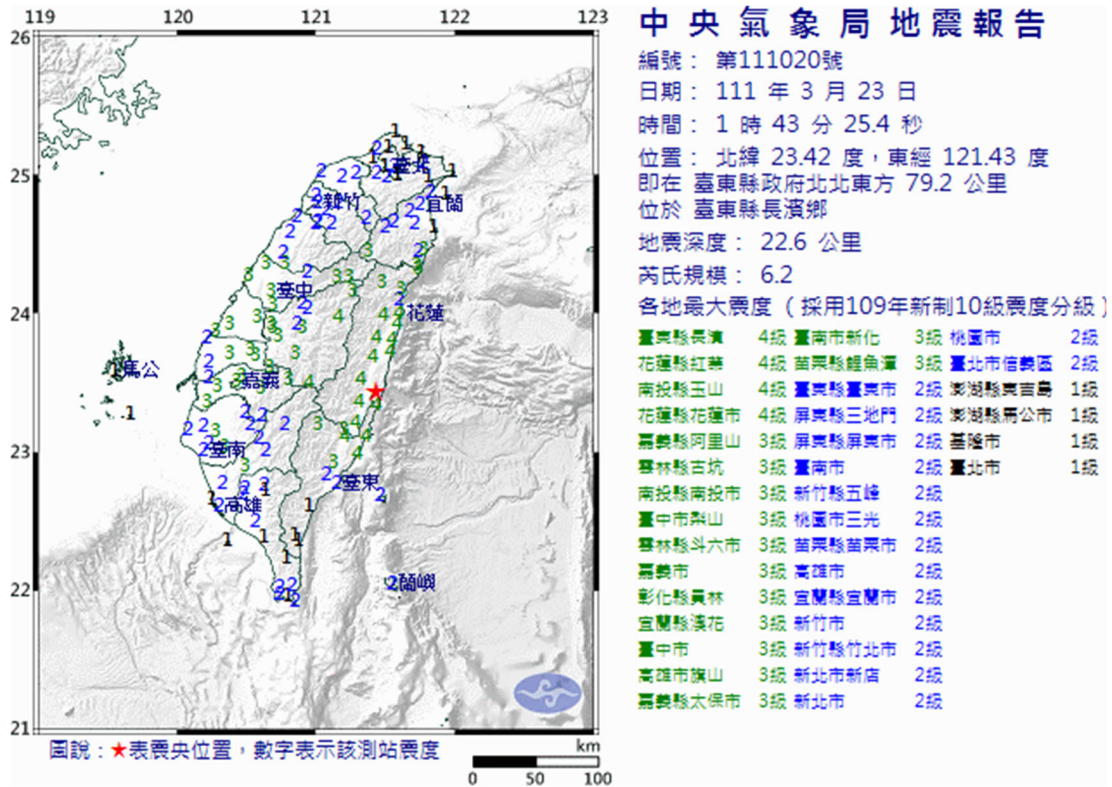 119 120 121 122 123
26
25
24
23
22
21
臺北
新竹
宜蘭
臺中
花蓮
馬公
嘉義
臺南
臺東
高雄
蘭嶼
圖說：★表震央位置，數字表示該測站震度
km
0 50 100
中央氣象局地震報告
編號： 第111020號
日期： 111 年 3 月 23 日
時間： 1 時 43 分 25.4 秒
位置： 北緯 23.42 度，東經 121.43 度
即在 臺東縣政府北北東方 79.2 公里
位於 臺東縣長濱鄉
地震深度： 22.6 公里
芮氏規模： 6.2
各地最大震度（採用109年新制10級震度分級）
臺東縣長濱 4級 臺南市新化 3級 桃園市 2級
花蓮縣紅葉 4級 苗栗縣鯉魚潭 3級 臺北市信義區 2級
南投縣玉山 4級 臺東縣臺東市 2級 澎湖縣東吉島 1級
花蓮縣花蓮市 4級 屏東縣三地門 2級 澎湖縣馬公市 1級
嘉義縣阿里山 3級 屏東縣屏東市 2級 基隆市 1級
雲林縣古坑 3級 臺南市 2級 臺北市 1級
南投縣南投市 3級 新竹縣五峰 2級
臺中市梨山 3級 桃園市三光 2級
雲林縣斗六市 3級 苗栗縣苗栗市 2級
嘉義市 3級 高雄市 2級
彰化縣員林 3級 宜蘭縣宜蘭市 2級
宜蘭縣澳花 3級 新竹市 2級
臺中市 3級 新竹縣竹北市 2級
高雄市旗山 3級 新北市新店 2級
嘉義縣太保市 3級 新北市 2級